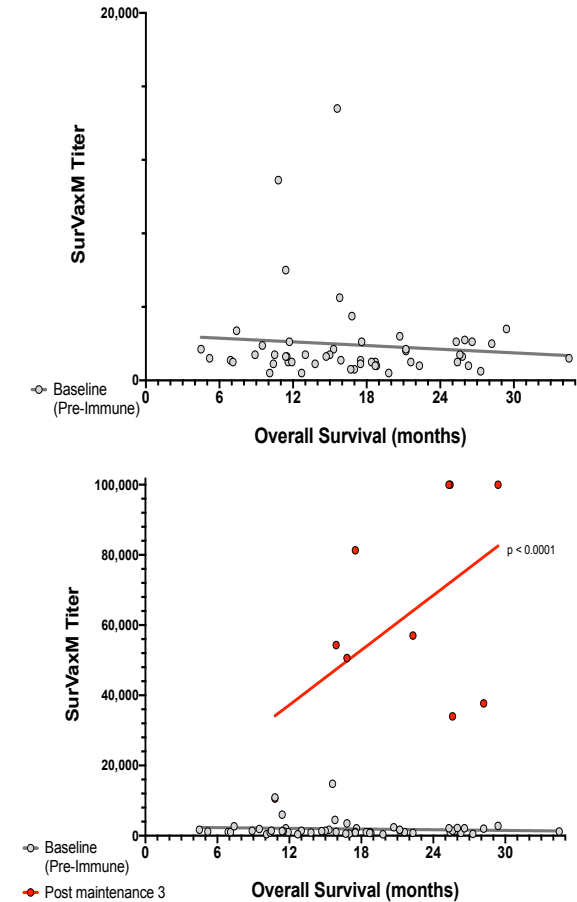 20,000
SurVaxM Titer
0
Baseline
(Pre-Immune)
0 6 12 18 24 30
Overall Survival (months)
100,000
80,000
60,000
40,000
20,000
0
SurVaxM Titer
p < 0.0001
0 6 12 18 24 30
Baseline
(Pre-Immune)
Post maintenance 3
Overall Survival (months)